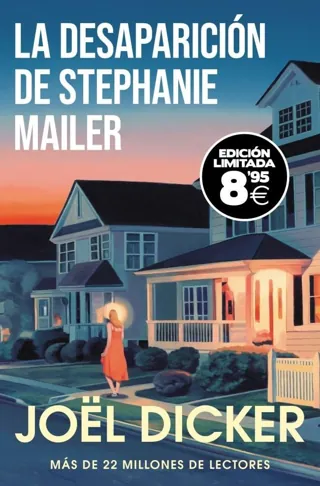 LA DESAPARICIÓN
DE STEPHANIE
MAILER
EDICIÓN
LIMITADA
8'95€
JOËL DICKER
MÁS DE 22 MILLONES DE LECTORES